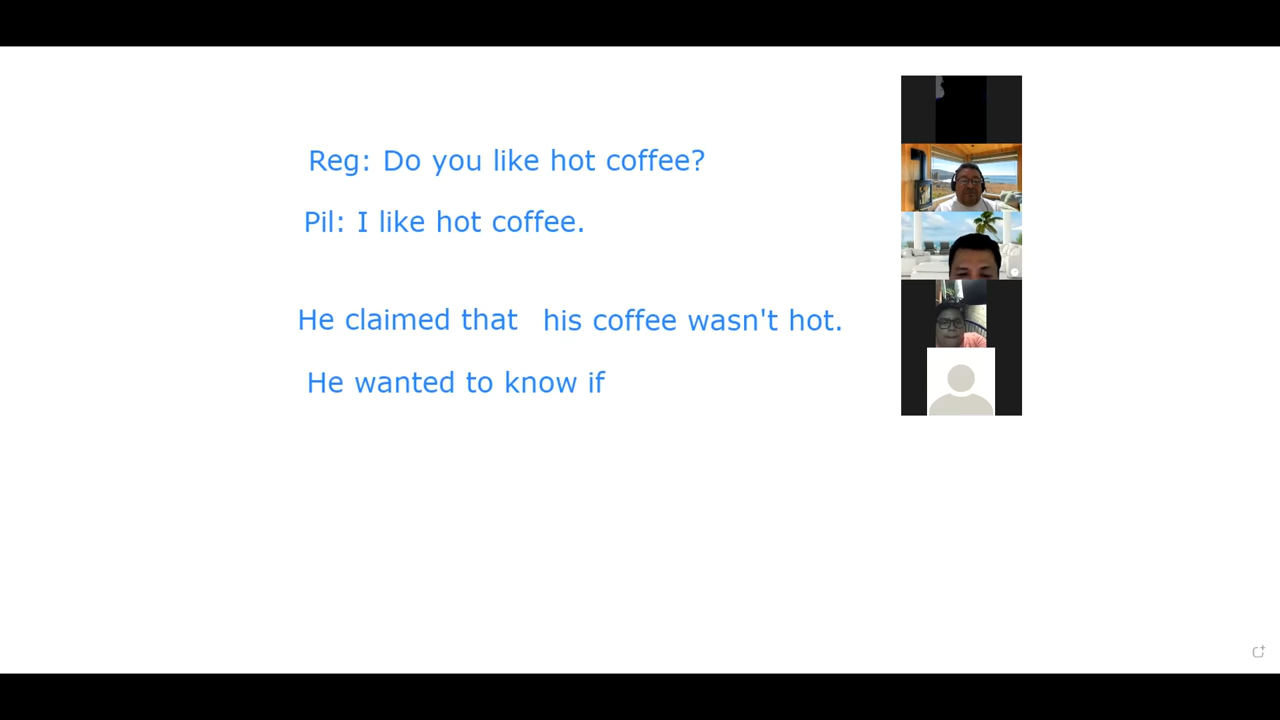 Reg: Do you like hot coffee?
Pil: I like hot coffee.
He claimed that his coffee wasn't hot.
He wanted to know if